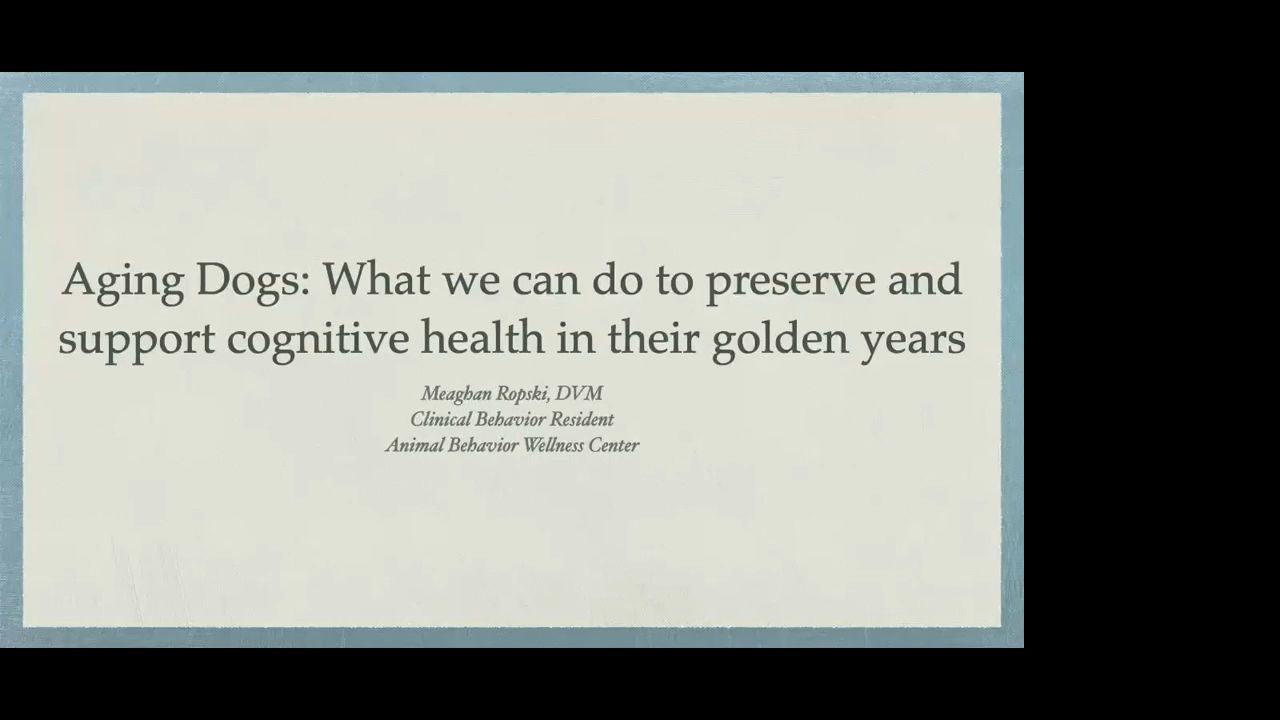 Aging Dogs: What we can do to preserve and
support cognitive health in their golden years
Meaghan Ropski, DVM
Clinical Behavior Resident
Animal Behavior Wellness Center